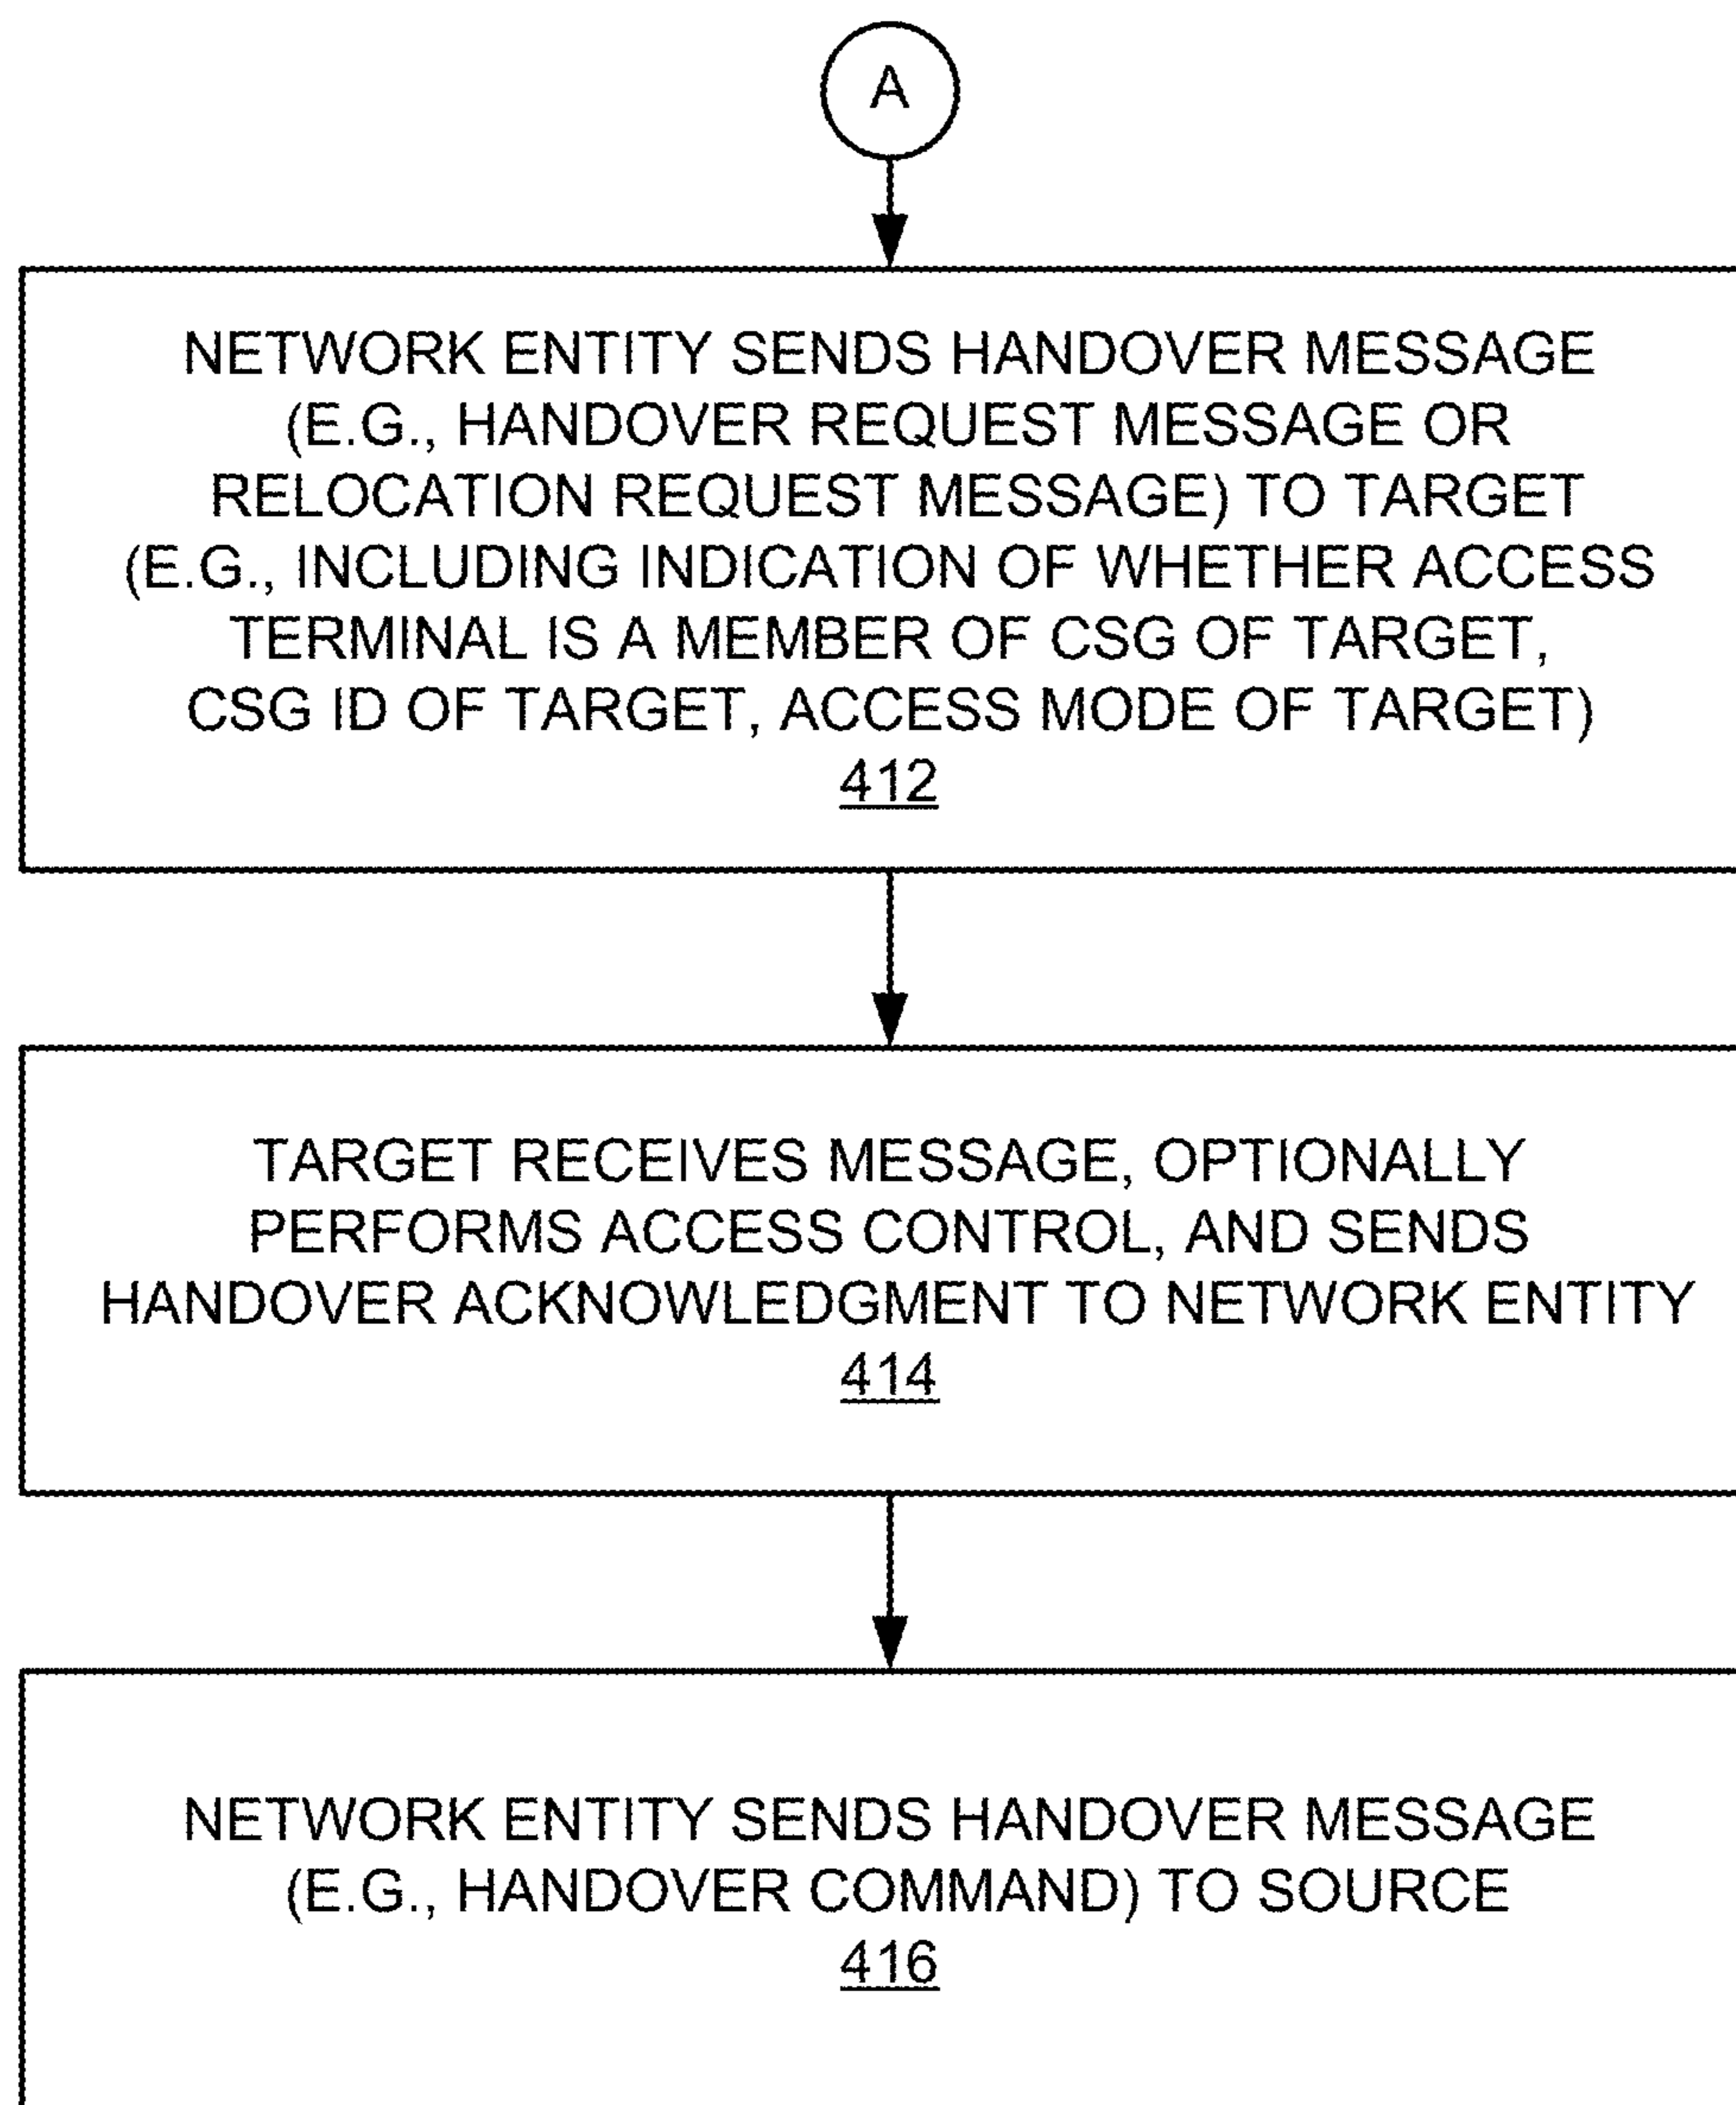 A
NETWORK ENTITY SENDS HANDOVER MESSAGE
(E.G., HANDOVER REQUEST MESSAGE OR
RELOCATION REQUEST MESSAGE) TO TARGET
(E.G., INCLUDING INDICATION OF WHETHER ACCESS
TERMINAL IS A MEMBER OF CSG OF TARGET,
CSG ID OF TARGET, ACCESS MODE OF TARGET)
412
TARGET RECEIVES MESSAGE, OPTIONALLY
PERFORMS ACCESS CONTROL, AND SENDS
HANDOVER ACKNOWLEDGMENT TO NETWORK ENTITY
414
NETWORK ENTITY SENDS HANDOVER MESSAGE
(E.G., HANDOVER COMMAND) TO SOURCE
416